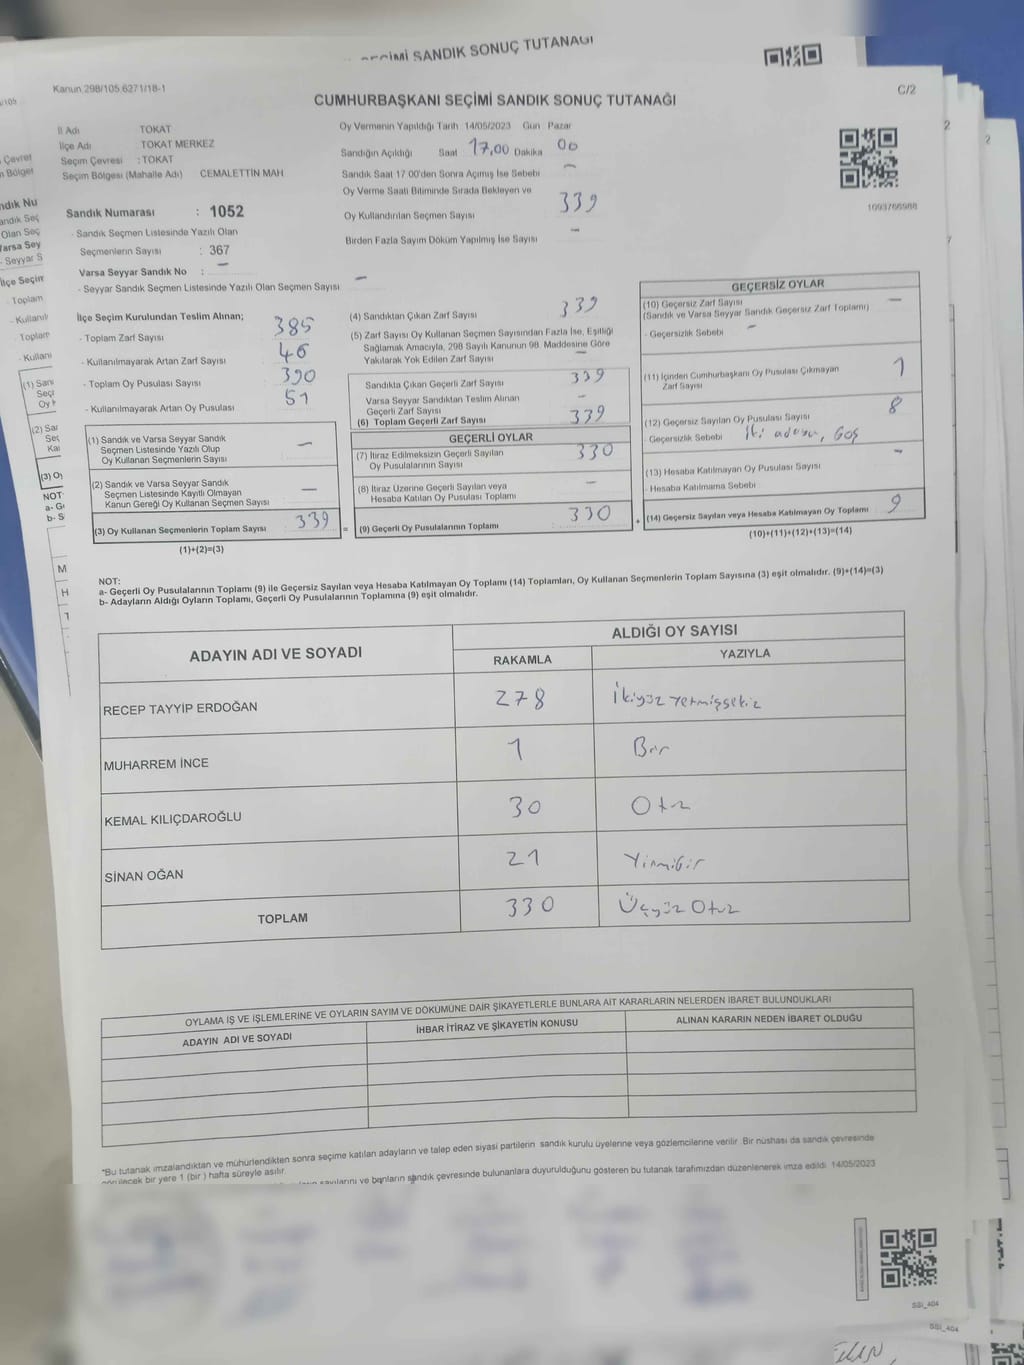 SEÇİMİ SANDIK SONUÇ TUTANAĞI
Kanun.298/105,6271/18-1
C/2
CUMHURBAŞKANI SEÇİMİ SANDIK SONUÇ TUTANAĞI
İl Adı TOKAT
İlçe Adı TOKAT MERKEZ
Seçim Çevresi : TOKAT
Seçim Bölgesi (Mahalle Adı) CEMALETTİN MAH
Sandık Numarası : 1052
- Sandık Seçmen Listesinde Yazılı Olan
Seçmenlerin Sayısı : 367
Varsa Seyyar Sandık No : -
- Seyyar Sandık Seçmen Listesinde Yazılı Olan Seçmen Sayısı -
Oy Vermenin Yapıldığı Tarih 14/05/2023 Gün Pazar
Sandığın Açıldığı Saat 17,00 Dakika 00
Sandık Saat 17 00'den Sonra Açımış İse Sebebi -
Oy Verme Saati Bitiminde Sırada Bekleyen ve
Oy Kullandırılan Seçmen Sayısı 339
Birden Fazla Sayım Döküm Yapılmış İse Sayısı -
1093766988
İlçe Seçim Kurulundan Teslim Alınan;
- Toplam Zarf Sayısı 385
- Kullanılmayarak Artan Zarf Sayısı 46
- Toplam Oy Pusulası Sayısı 390
- Kullanılmayarak Artan Oy Pusulası 51
(1) Sandık ve Varsa Seyyar Sandık
Seçmen Listesinde Yazılı Olup
Oy Kullanan Seçmenlerin Sayısı -
(2) Sandık ve Varsa Seyyar Sandık
Seçmen Listesinde Kayıtlı Olmayan
Kanun Gereği Oy Kullanan Seçmen Sayısı -
(3) Oy Kullanan Seçmenlerin Toplam Sayısı 339 =
(1)+(2)=(3)
(4) Sandıktan Çıkan Zarf Sayısı 339
(5) Zarf Sayısı Oy Kullanan Seçmen Sayısından Fazla İse, Eşitliği
Sağlamak Amacıyla, 298 Sayılı Kanunun 98. Maddesine Göre
Yakılarak Yok Edilen Zarf Sayısı -
Sandıkta Çıkan Geçerli Zarf Sayısı 339
Varsa Seyyar Sandıktan Teslim Alınan
Geçerli Zarf Sayısı -
(6) Toplam Geçerli Zarf Sayısı 339
GEÇERLİ OYLAR
(7) İtiraz Edilmeksizin Geçerli Sayılan
Oy Pusulalarının Sayısı 330
(8) İtiraz Üzerine Geçerli Sayılan veya
Hesaba Katılan Oy Pusulası Toplamı -
(9) Geçerli Oy Pusulalarının Toplamı 330 +
GEÇERSİZ OYLAR
(10) Geçersiz Zarf Sayısı -
(Sandık ve Varsa Seyyar Sandık Geçersiz Zarf Toplamı)
- Geçersizlik Sebebi -
(11) İçinden Cumhurbaşkanı Oy Pusulası Çıkmayan
Zarf Sayısı 1
(12) Geçersiz Sayılan Oy Pusulası Sayısı 8
- Geçersizlik Sebebi İki adaya, Boş
(13) Hesaba Katılmayan Oy Pusulası Sayısı -
- Hesaba Katılmama Sebebi
(14) Geçersiz Sayılan veya Hesaba Katılmayan Oy Toplamı 9
(10)+(11)+(12)+(13)=(14)
NOT:
a- Geçerli Oy Pusulalarının Toplamı (9) ile Geçersiz Sayılan veya Hesaba Katılmayan Oy Toplamı (14) Toplamları, Oy Kullanan Seçmenlerin Toplam Sayısına (3) eşit olmalıdır. (9)+(14)=(3)
b- Adayların Aldığı Oyların Toplamı, Geçerli Oy Pusulalarının Toplamına (9) eşit olmalıdır.
ADAYIN ADI VE SOYADI ALDIĞI OY SAYISI
RAKAMLA YAZIYLA
RECEP TAYYİP ERDOĞAN 278 İkiyüz Yetmişsekiz
MUHARREM İNCE 1 Bir
KEMAL KILIÇDAROĞLU 30 Otuz
SİNAN OĞAN 21 Yirmibir
TOPLAM 330 Üçyüz Otuz
OYLAMA İŞ VE İŞLEMLERİNE VE OYLARIN SAYIM VE DÖKÜMÜNE DAİR ŞİKAYETLERLE BUNLARA AİT KARARLARIN NELERDEN İBARET BULUNDUKLARI
ADAYIN ADI VE SOYADI İHBAR İTİRAZ VE ŞİKAYETİN KONUSU ALINAN KARARIN NEDEN İBARET OLDUĞU
*Bu tutanak imzalandıktan ve mühürlendikten sonra seçime katılan adayların ve talep eden siyasi partilerin sandık kurulu üyelerine veya gözlemcilerine verilir. Bir nüshası da sandık çevresinde
görülecek bir yere 1 (bir ) hafta süreyle asılır.
sayılarını ve bunların sandık çevresinde bulunanlara duyurulduğunu gösteren bu tutanak tarafımızdan düzenlenerek imza edildi. 14/05/2023
SSI_404
SSI_404